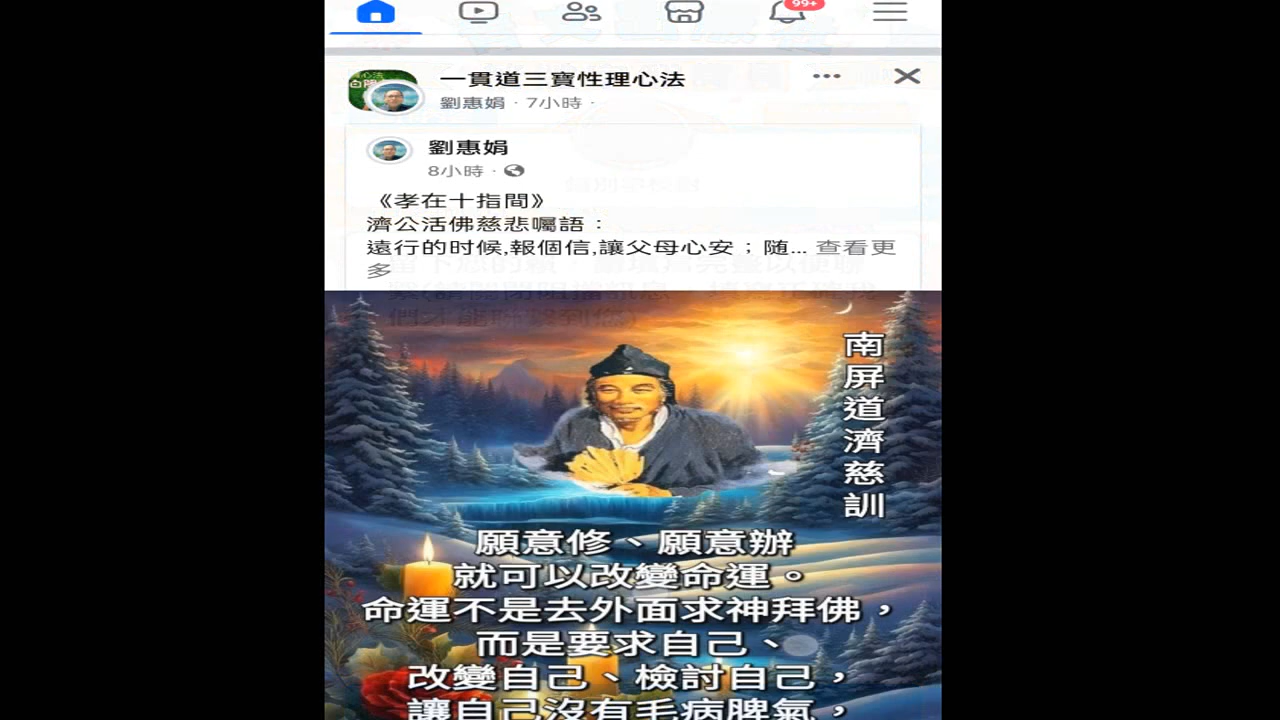 99+
一貫道三寶性理心法
劉惠娟 · 7小時 ·
劉惠娟
8小時 ·
《孝在十指間》
濟公活佛慈悲囑語：
遠行的时候,報個信,讓父母心安；随... 查看更
多
南屏道濟慈訓
願意修、願意辦
就可以改變命運。
命運不是去外面求神拜佛，
而是要求自己、
改變自己、檢討自己，
讓自己沒有毛病脾氣，